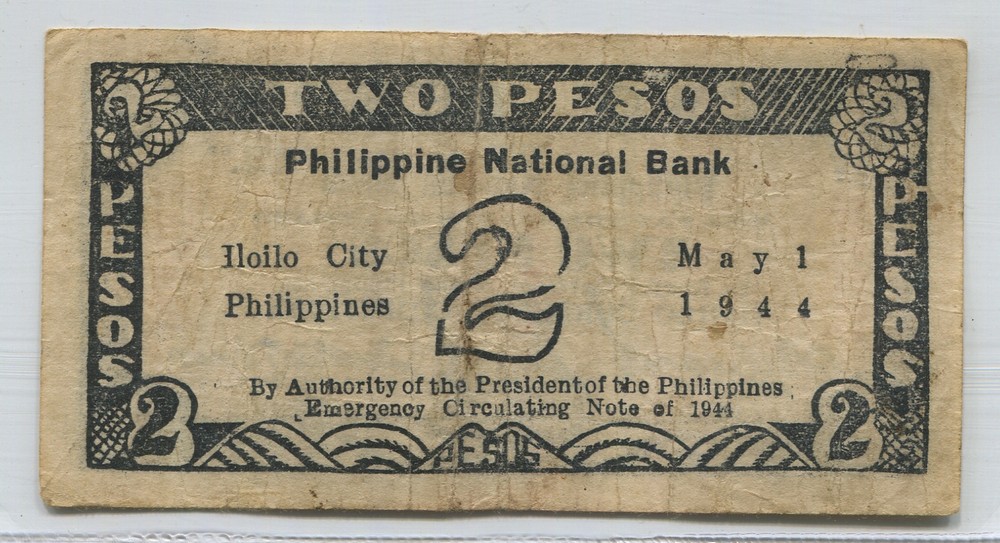 TWO PESOS
2
2
Philippine National Bank
PESOS
PESOS
2
Iloilo City
May 1
Philippines
1944
By Authority of the President of the Philippines
Emergency Circulating Note of 1944
2
PESOS
2